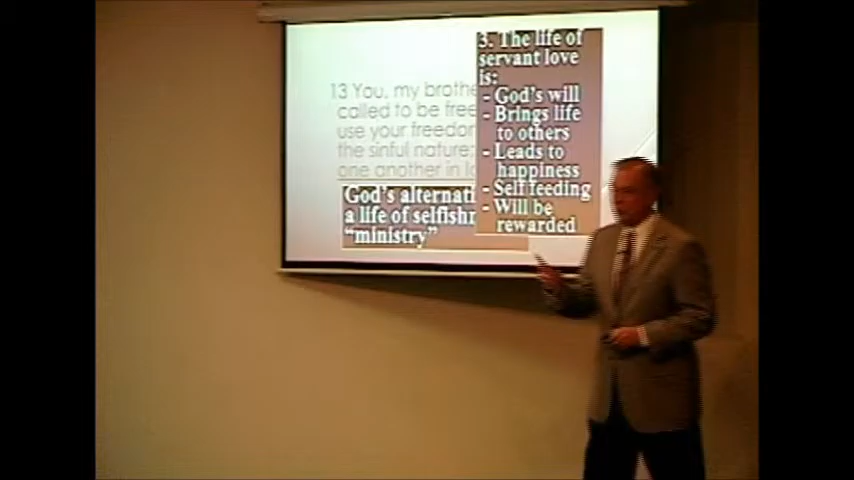 13 You, my brothe
called to be free
use your freedom
the sinful nature;
one another in lo
God's alternati
a life of selfishn
"ministry"
3. The life of
servant love
is:
- God's will
- Brings life
to others
- Leads to
happiness
- Self feeding
- Will be
rewarded